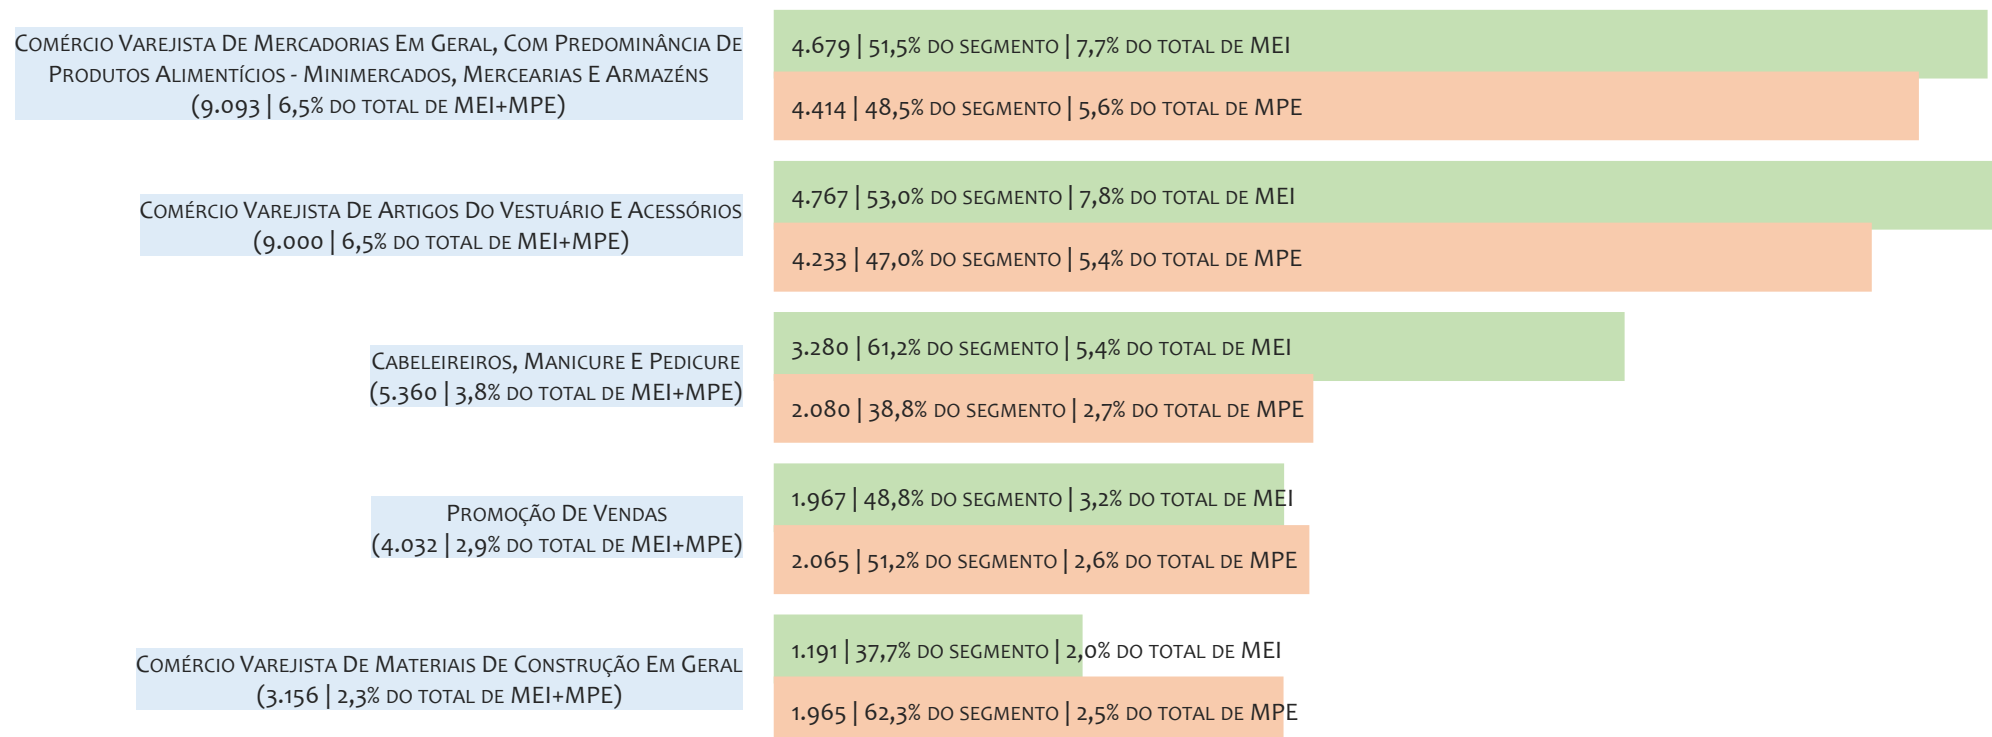 Comércio Varejista De Mercadorias Em Geral, Com Predominância De
Produtos Alimentícios - Minimercados, Mercearias E Armazéns
(9.093 | 6,5% do total de MEI+MPE)
4.679 | 51,5% do segmento | 7,7% do total de MEI
4.414 | 48,5% do segmento | 5,6% do total de MPE
Comércio Varejista De Artigos Do Vestuário E Acessórios
(9.000 | 6,5% do total de MEI+MPE)
4.767 | 53,0% do segmento | 7,8% do total de MEI
4.233 | 47,0% do segmento | 5,4% do total de MPE
Cabeleireiros, Manicure E Pedicure
(5.360 | 3,8% do total de MEI+MPE)
3.280 | 61,2% do segmento | 5,4% do total de MEI
2.080 | 38,8% do segmento | 2,7% do total de MPE
Promoção De Vendas
(4.032 | 2,9% do total de MEI+MPE)
1.967 | 48,8% do segmento | 3,2% do total de MEI
2.065 | 51,2% do segmento | 2,6% do total de MPE
Comércio Varejista De Materiais De Construção Em Geral
(3.156 | 2,3% do total de MEI+MPE)
1.191 | 37,7% do segmento | 2,0% do total de MEI
1.965 | 62,3% do segmento | 2,5% do total de MPE